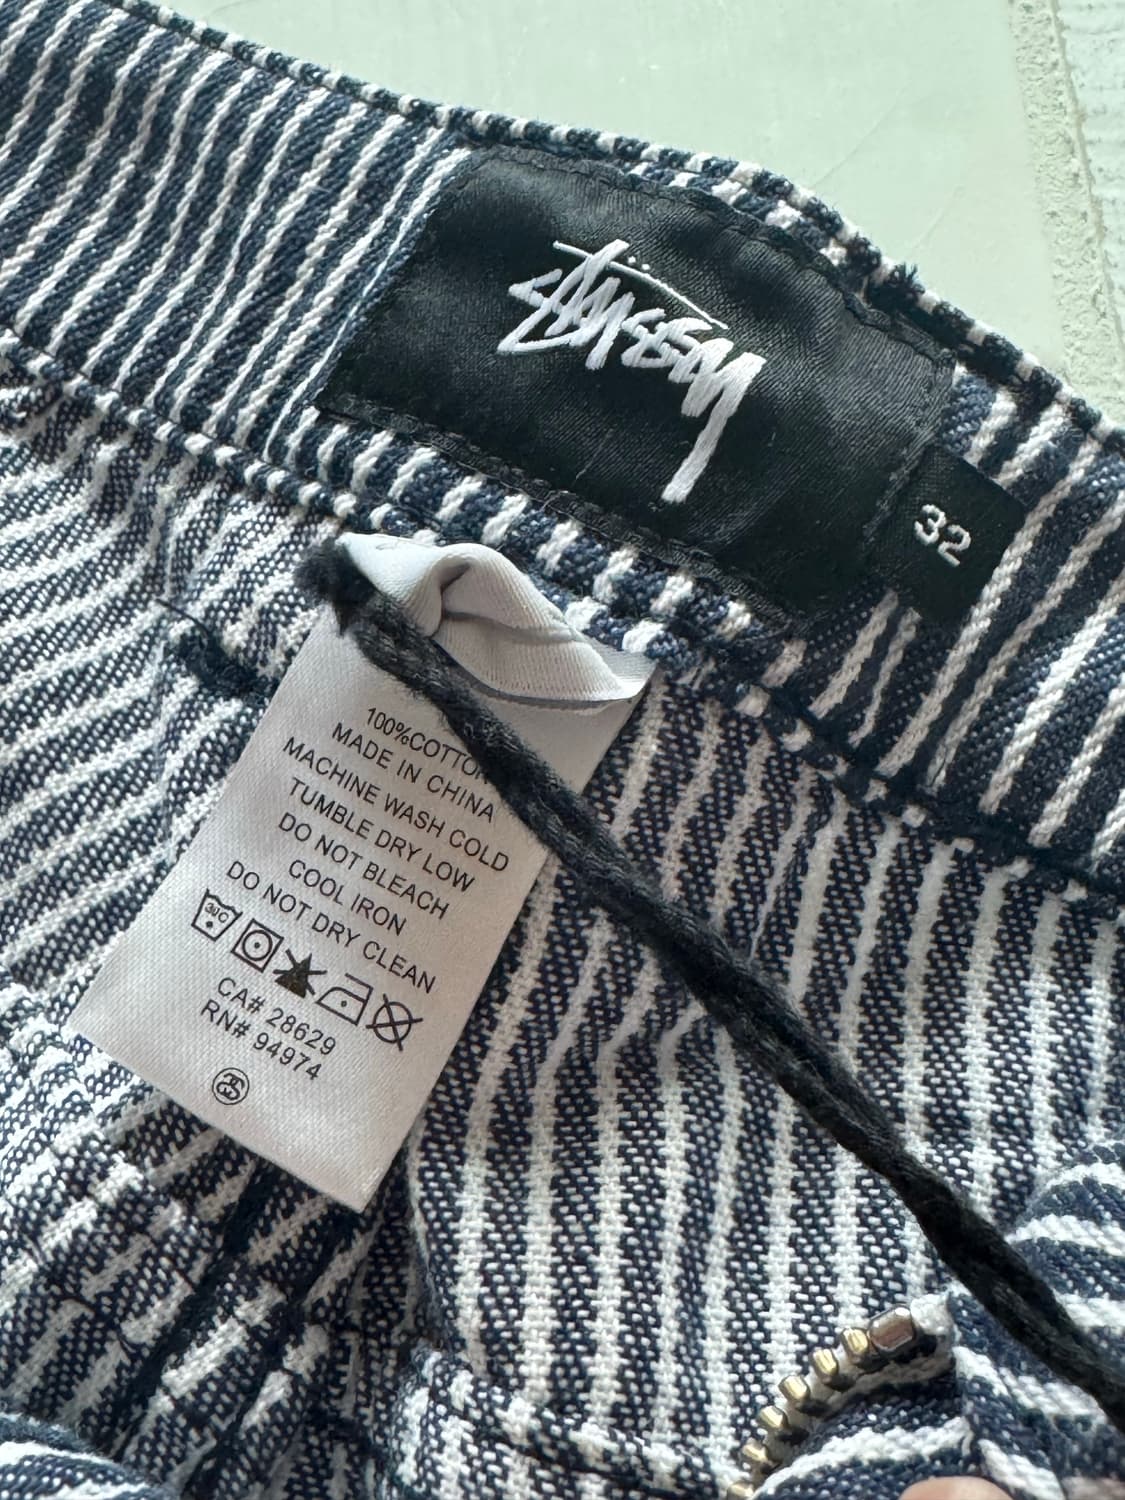 Stüssy
32
100%COTTON
MADE IN CHINA
MACHINE WASH COLD
TUMBLE DRY LOW
DO NOT BLEACH
COOL IRON
DO NOT DRY CLEAN
30C
CA# 28629
RN# 94974